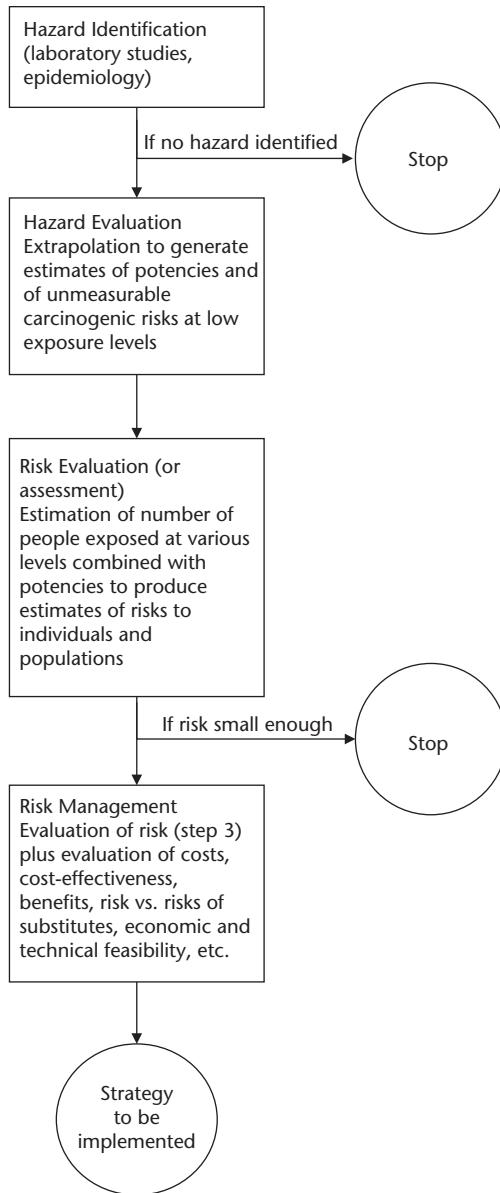 Hazard Identification
(laboratory studies,
epidemiology)
If no hazard identified
Stop
Hazard Evaluation
Extrapolation to generate
estimates of potencies and
of unmeasurable
carcinogenic risks at low
exposure levels
Risk Evaluation (or
assessment)
Estimation of number of
people exposed at various
levels combined with
potencies to produce
estimates of risks to
individuals and
populations
If risk small enough
Stop
Risk Management
Evaluation of risk (step 3)
plus evaluation of costs,
cost-effectiveness,
benefits, risk vs. risks of
substitutes, economic and
technical feasibility, etc.
Strategy
to be
implemented